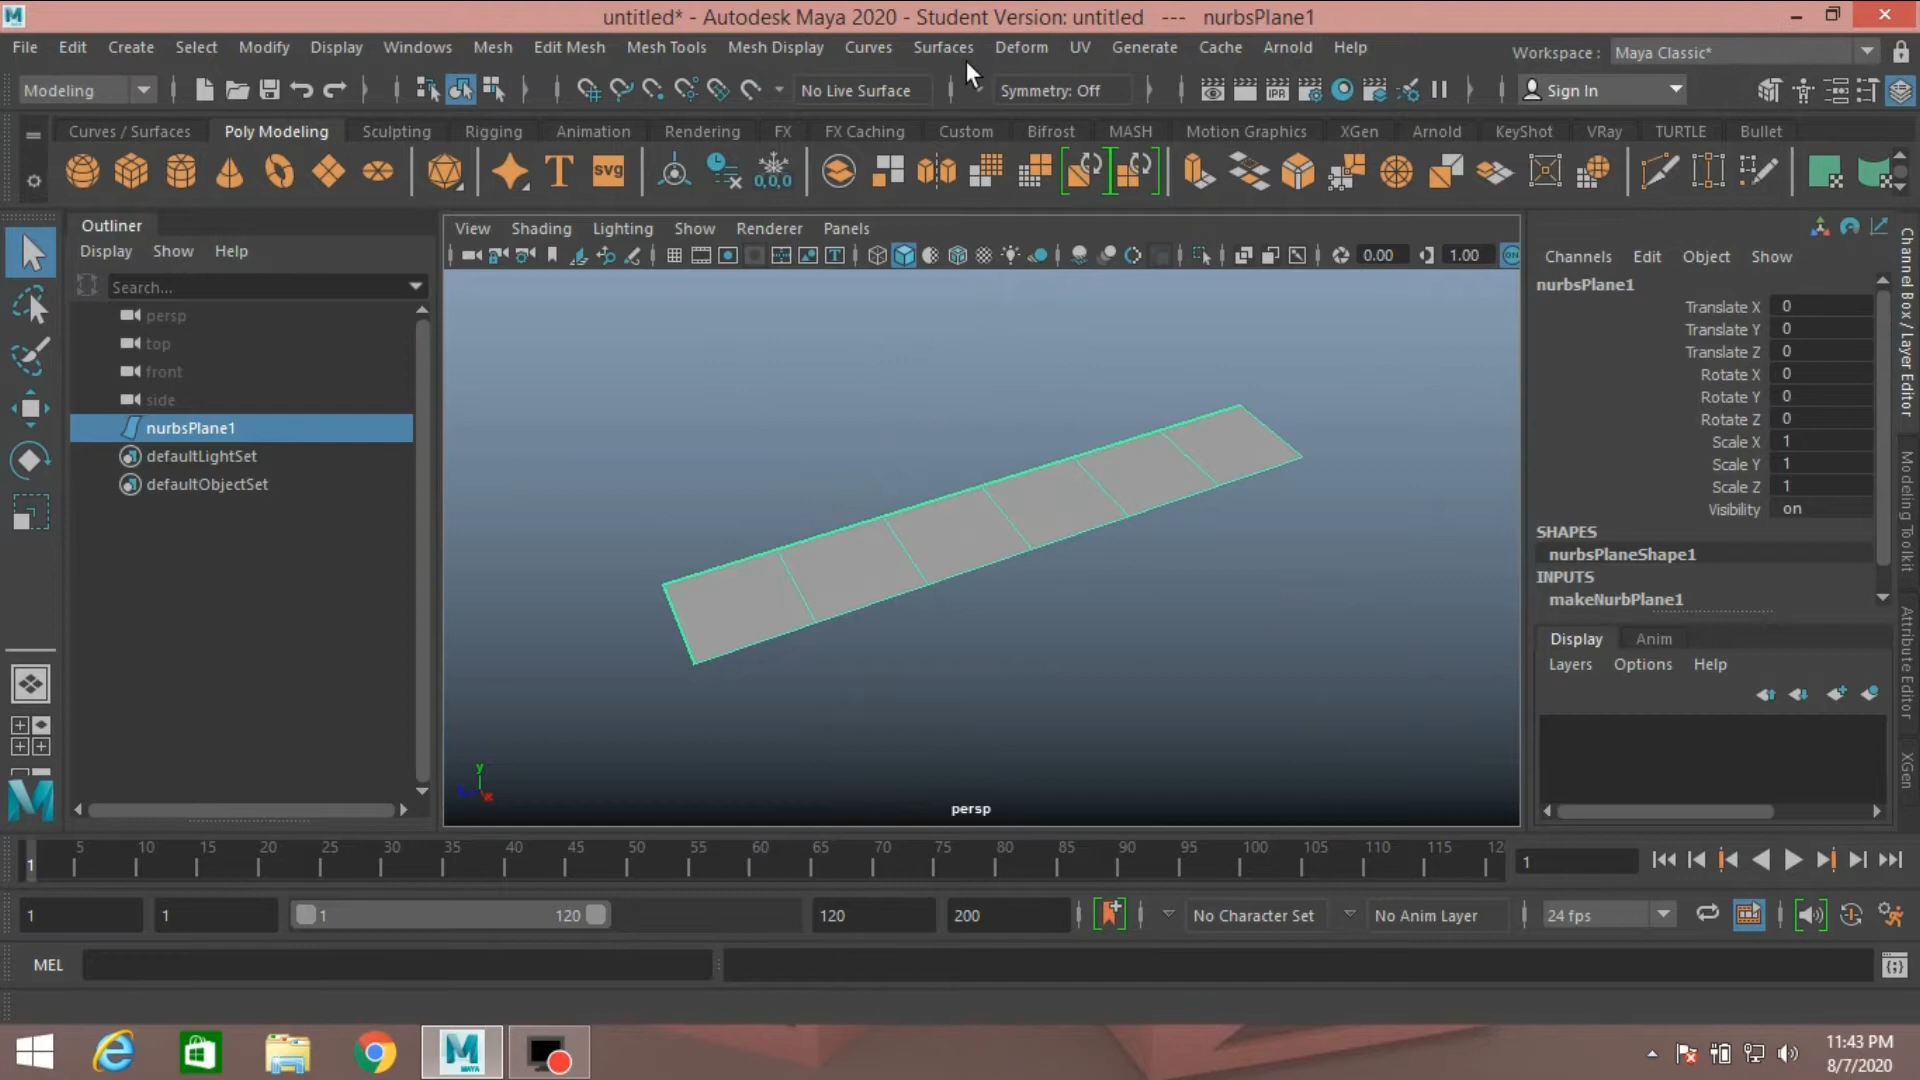 untitled* - Autodesk Maya 2020 - Student Version: untitled --- nurbsPlane1
File Edit Create Select Modify Display Windows Mesh Edit Mesh Mesh Tools Mesh Display Curves Surfaces Deform UV Generate Cache Arnold Help
Workspace : Maya Classic*
Modeling No Live Surface Symmetry: Off IPR Sign In
Curves / Surfaces Poly Modeling Sculpting Rigging Animation Rendering FX FX Caching Custom Bifrost MASH Motion Graphics XGen Arnold KeyShot VRay TURTLE Bullet
T svg 0,0,0
Outliner
Display Show Help
Search...
persp
top
front
side
nurbsPlane1
defaultLightSet
defaultObjectSet
View Shading Lighting Show Renderer Panels
0.00 1.00 ON
y
x
persp
Channels Edit Object Show
nurbsPlane1
Translate X 0
Translate Y 0
Translate Z 0
Rotate X 0
Rotate Y 0
Rotate Z 0
Scale X 1
Scale Y 1
Scale Z 1
Visibility on
SHAPES
nurbsPlaneShape1
INPUTS
makeNurbPlane1
Display Anim
Layers Options Help
Channel Box / Layer Editor
Modeling Toolkit
Attribute Editor
XGen
1 5 10 15 20 25 30 35 40 45 50 55 60 65 70 75 80 85 90 95 100 105 110 115 12
1
1 1 1 120 120 200 No Character Set No Anim Layer 24 fps
MEL
MAYA
11:43 PM
8/7/2020